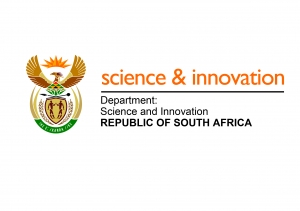 science & innovation
Department:
Science and Innovation
REPUBLIC OF SOUTH AFRICA